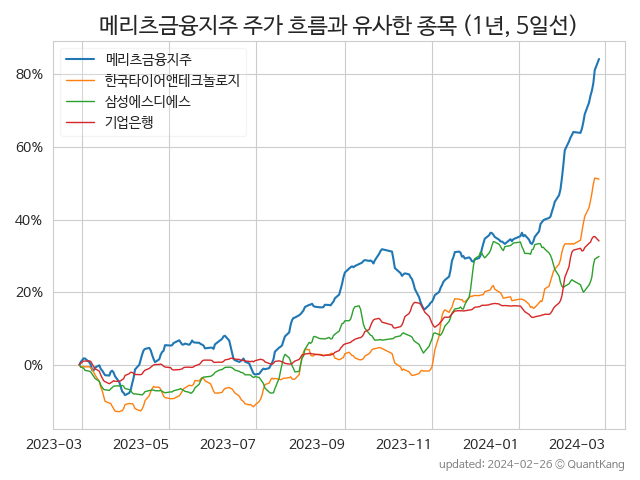 메리츠금융지주 주가 흐름과 유사한 종목 (1년, 5일선)
메리츠금융지주
한국타이어앤테크놀로지
삼성에스디에스
기업은행
80%
60%
40%
20%
0%
2023-03 2023-05 2023-07 2023-09 2023-11 2024-01 2024-03
updated: 2024-02-26 © QuantKang